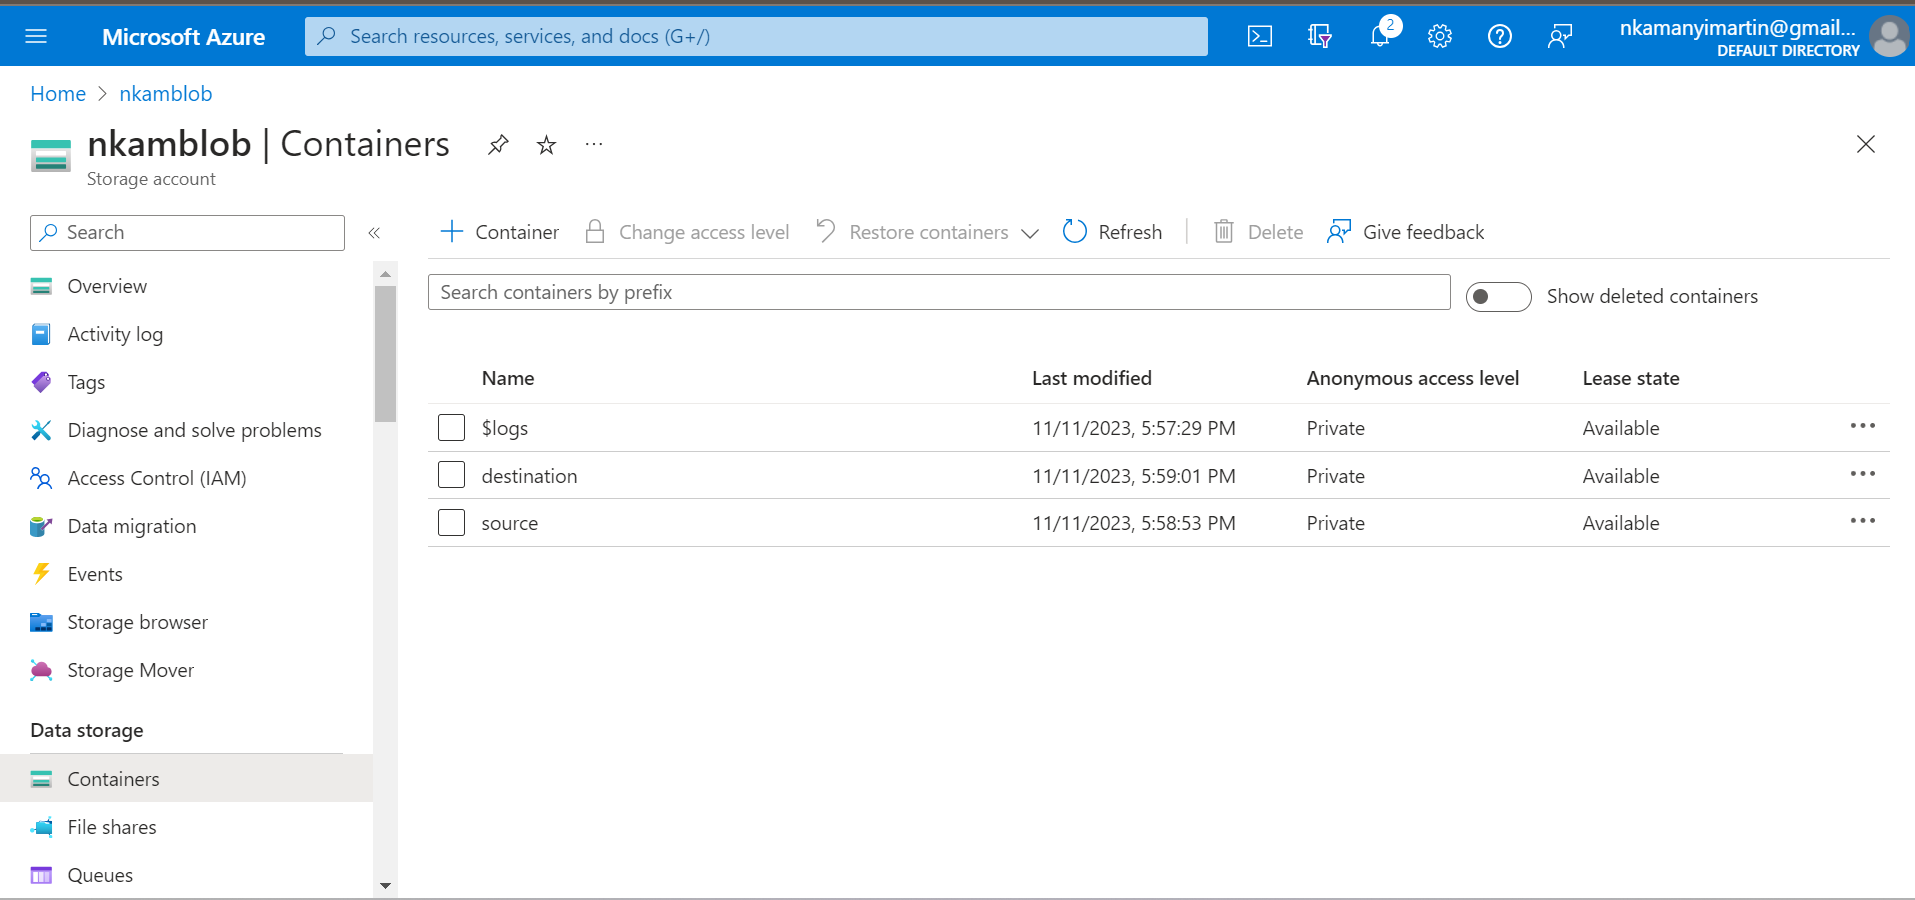 Microsoft Azure
Search resources, services, and docs (G+/)
2
nkamanyimartin@gmail...
DEFAULT DIRECTORY
Home > nkamblob
nkamblob | Containers
Storage account
Search
Overview
Activity log
Tags
Diagnose and solve problems
Access Control (IAM)
Data migration
Events
Storage browser
Storage Mover
Data storage
Containers
File shares
Queues
Container Change access level Restore containers Refresh Delete Give feedback
Search containers by prefix
Show deleted containers
Name Last modified Anonymous access level Lease state
$logs 11/11/2023, 5:57:29 PM Private Available
destination 11/11/2023, 5:59:01 PM Private Available
source 11/11/2023, 5:58:53 PM Private Available